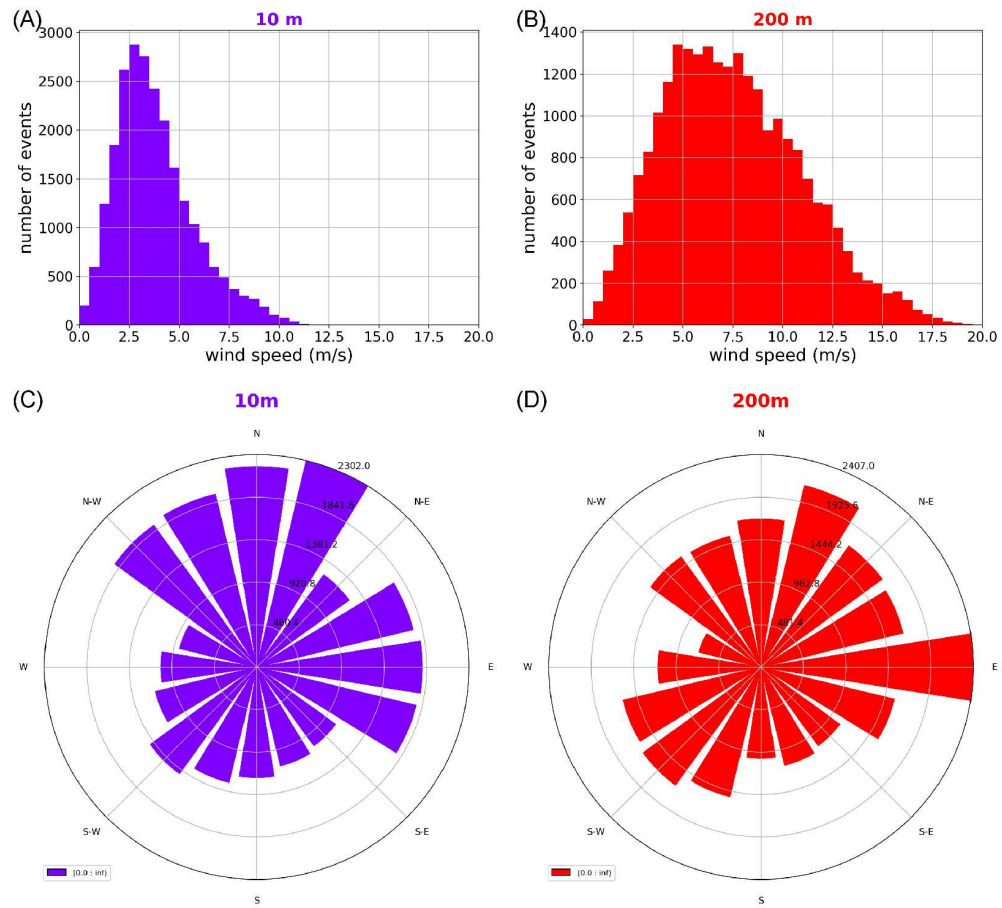 (A)
10 m
3000
2500
2000
1500
1000
500
0
number of events
0.0 2.5 5.0 7.5 10.0 12.5 15.0 17.5 20.0
wind speed (m/s)
(B)
200 m
1400
1200
1000
800
600
400
200
0
number of events
0.0 2.5 5.0 7.5 10.0 12.5 15.0 17.5 20.0
wind speed (m/s)
(C)
10m
N
2302.0
N-W
N-E
1841.6
1381.2
920.8
460.4
W
E
S-W
S-E
S
[0.0 : inf)
(D)
200m
N
2407.0
N-W
N-E
1925.6
1444.2
962.8
481.4
W
E
S-W
S-E
S
[0.0 : inf)